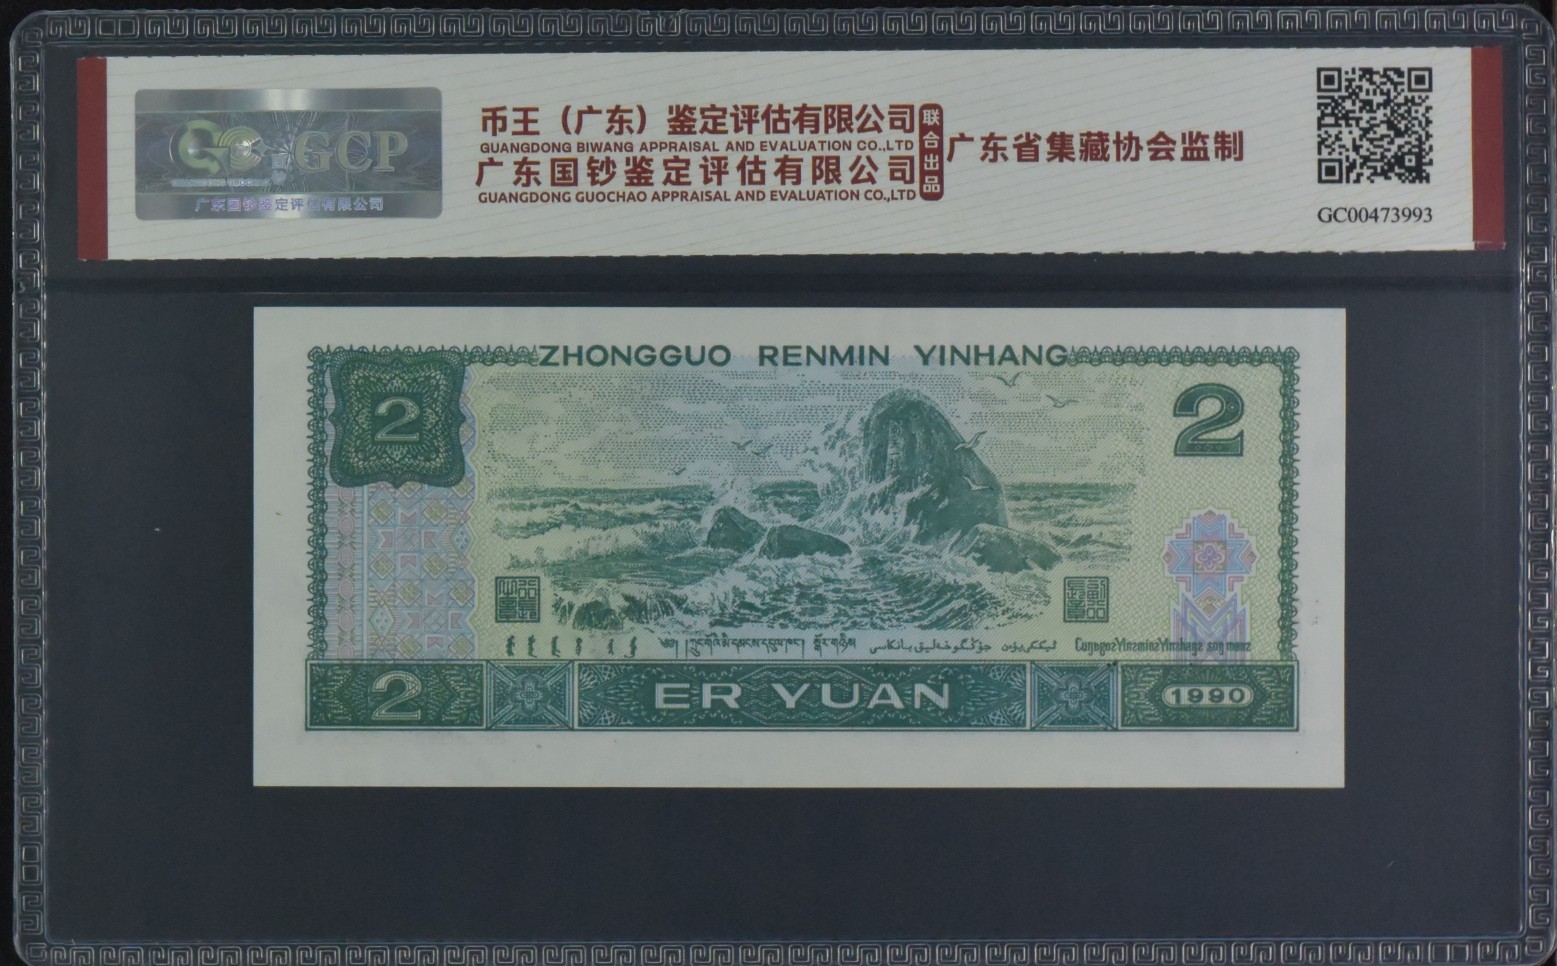 币王（广东）鉴定评估有限公司
GUANGDONG BIWANG APPRAISAL AND EVALUATION CO.,LTD
广东国钞鉴定评估有限公司
GUANGDONG GUOCHAO APPRAISAL AND EVALUATION CO.,LTD
联合出品
广东省集藏协会监制
GCP
广东国钞鉴定评估有限公司
GC00473993
ZHONGGUO RENMIN YINHANG
2
2
2
ER YUAN
1990